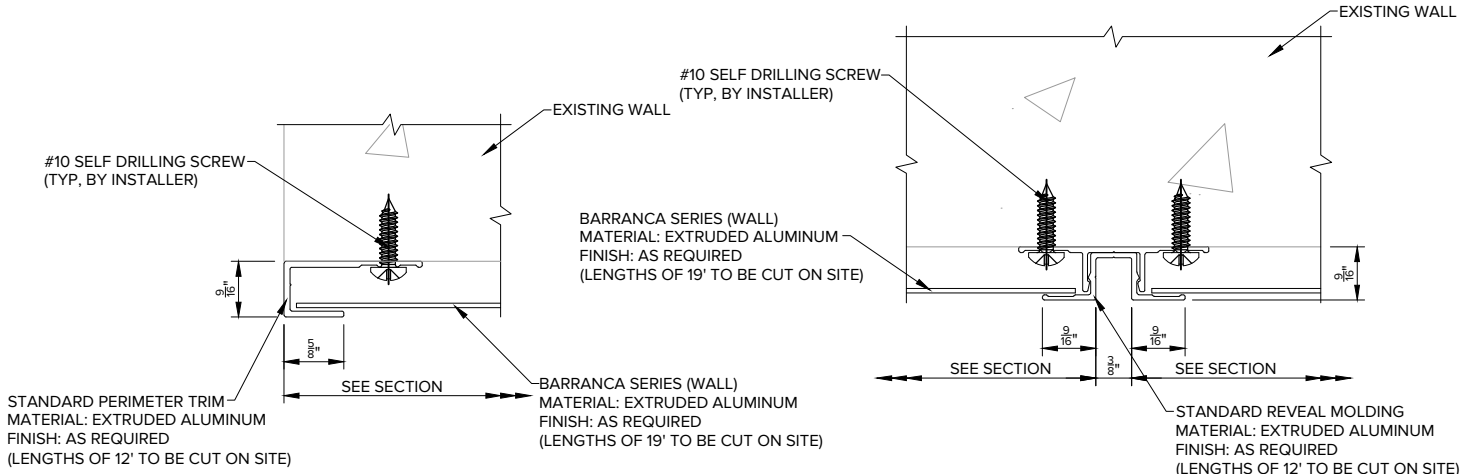 #10 SELF DRILLING SCREW
(TYP, BY INSTALLER)
EXISTING WALL
9/16"
5/8"
SEE SECTION
STANDARD PERIMETER TRIM
MATERIAL: EXTRUDED ALUMINUM
FINISH: AS REQUIRED
(LENGTHS OF 12' TO BE CUT ON SITE)
BARRANCA SERIES (WALL)
MATERIAL: EXTRUDED ALUMINUM
FINISH: AS REQUIRED
(LENGTHS OF 19' TO BE CUT ON SITE)
EXISTING WALL
#10 SELF DRILLING SCREW
(TYP, BY INSTALLER)
BARRANCA SERIES (WALL)
MATERIAL: EXTRUDED ALUMINUM
FINISH: AS REQUIRED
(LENGTHS OF 19' TO BE CUT ON SITE)
9/16"
9/16"
9/16"
3/8"
SEE SECTION
SEE SECTION
STANDARD REVEAL MOLDING
MATERIAL: EXTRUDED ALUMINUM
FINISH: AS REQUIRED
(LENGTHS OF 12' TO BE CUT ON SITE)